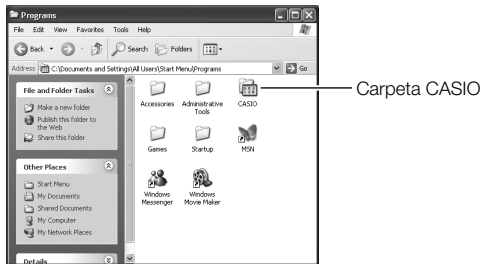 Programs
File Edit View Favorites Tools Help
Back Search Folders
Address C:\Documents and Settings\All Users\Start Menu\Programs Go
File and Folder Tasks
Make a new folder
Publish this folder to
the Web
Share this folder
Other Places
Start Menu
My Documents
Shared Documents
My Computer
My Network Places
Details
Accessories
Administrative
Tools
CASIO
Games
Startup
MSN
Windows
Messenger
Windows
Movie Maker
Carpeta CASIO